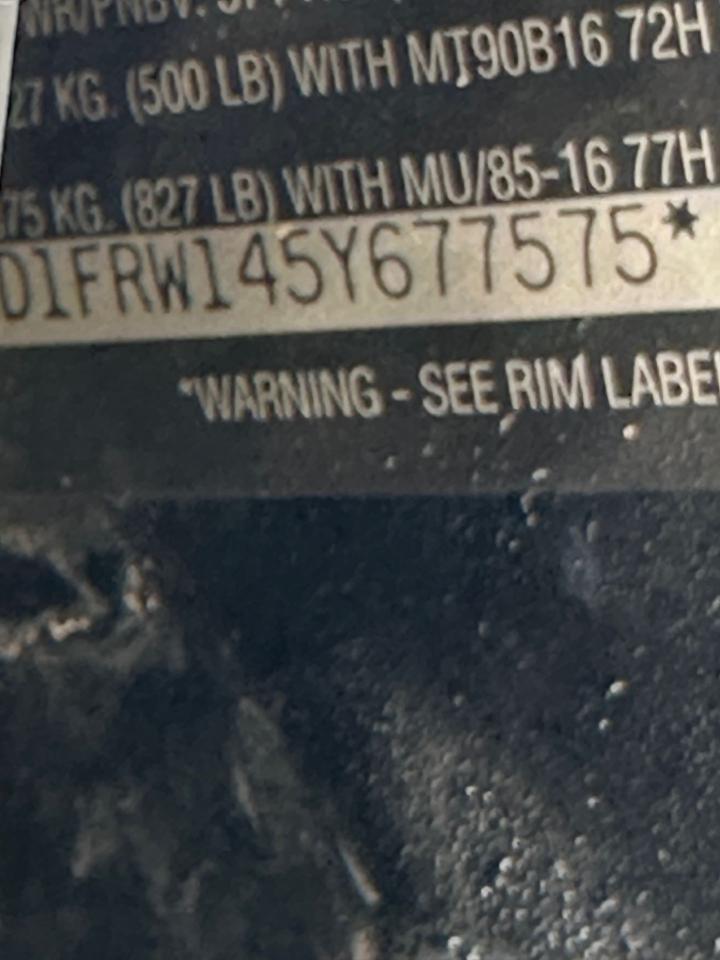 27 KG. (500 LB) WITH MT90B16 72H
75 KG. (827 LB) WITH MU/85-16 77H
D1FRW145Y677575*
*WARNING - SEE RIM LABEL